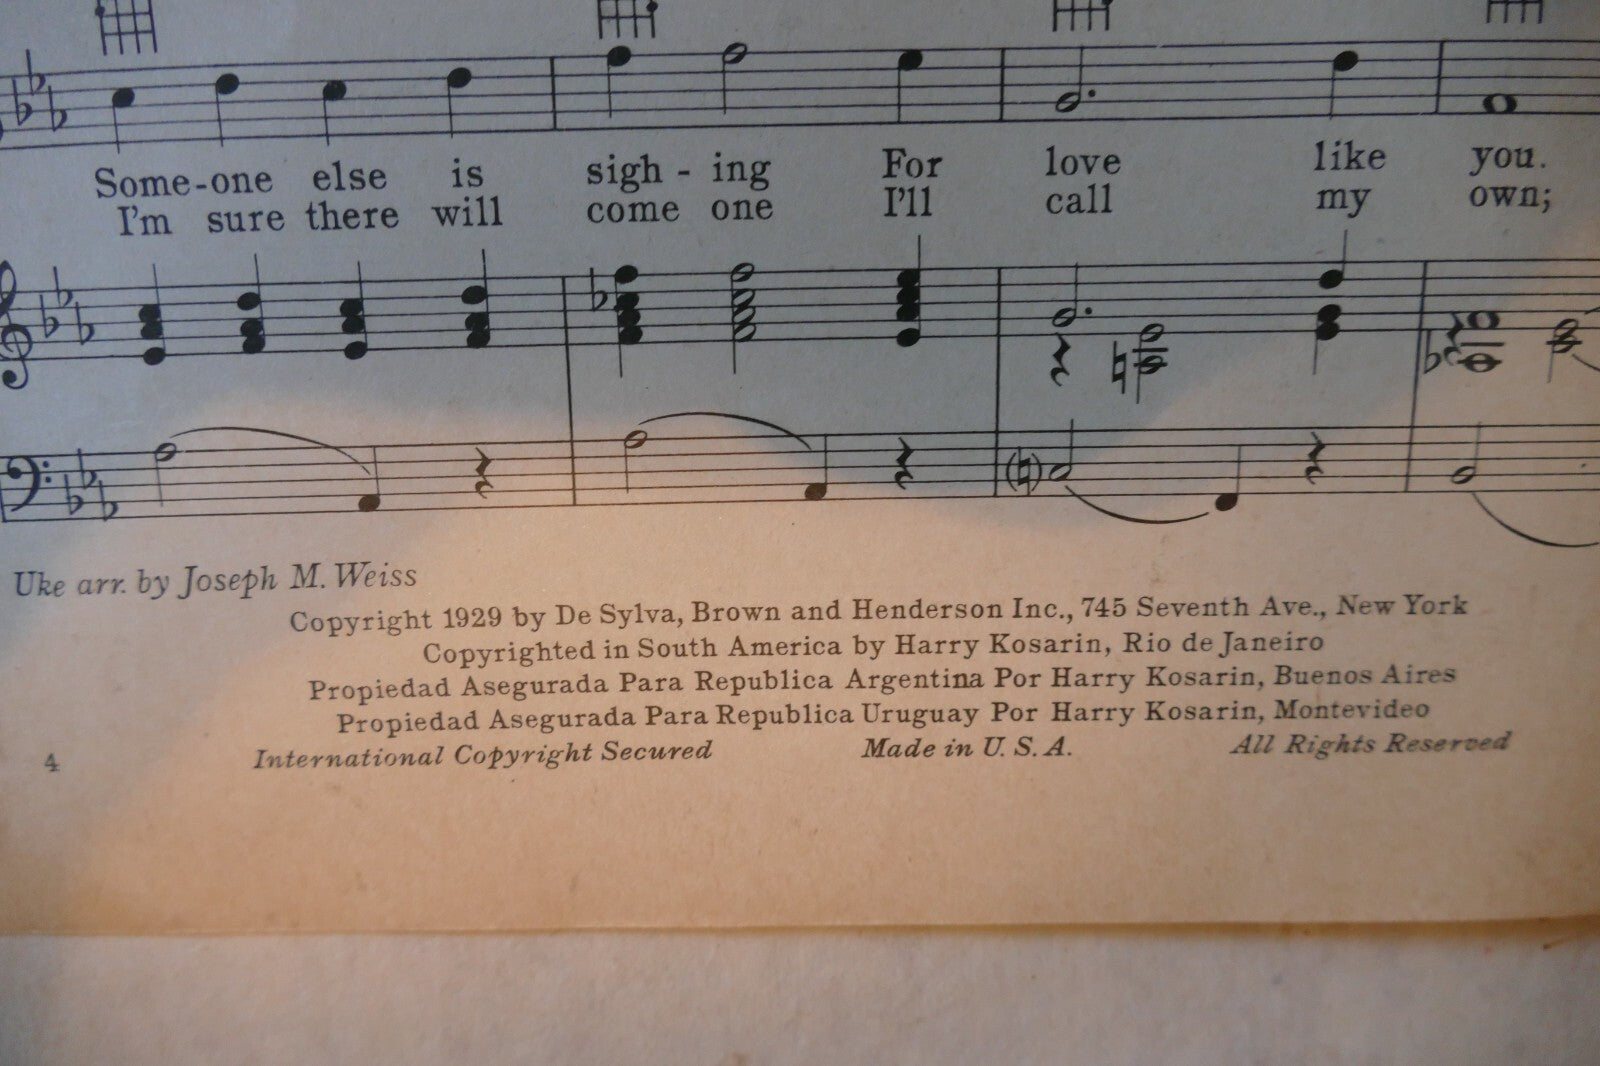 Some-one else is sigh - ing For love like you.
I'm sure there will come one I'll call my own;
Uke arr. by Joseph M. Weiss
Copyright 1929 by De Sylva, Brown and Henderson Inc., 745 Seventh Ave., New York
Copyrighted in South America by Harry Kosarin, Rio de Janeiro
Propiedad Asegurada Para Republica Argentina Por Harry Kosarin, Buenos Aires
Propiedad Asegurada Para Republica Uruguay Por Harry Kosarin, Montevideo
4 International Copyright Secured Made in U. S. A. All Rights Reserved